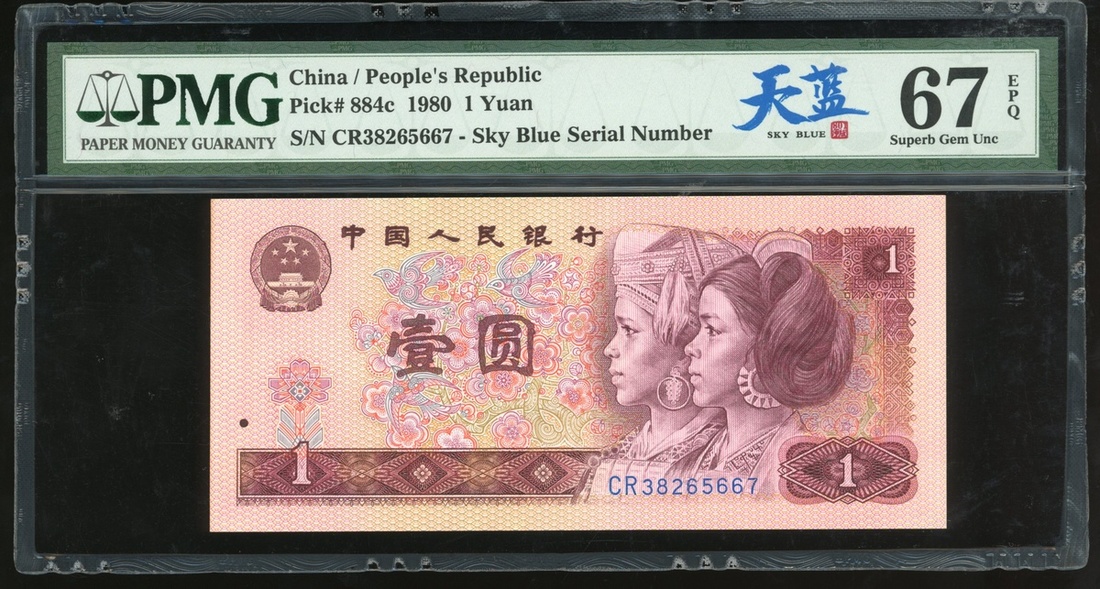 PMG
PAPER MONEY GUARANTY
China / People's Republic
Pick# 884c 1980 1 Yuan
S/N CR38265667 - Sky Blue Serial Number
天蓝
SKY BLUE
67
EPQ
Superb Gem Unc
中国人民银行
1
壹圆
1
1
CR38265667